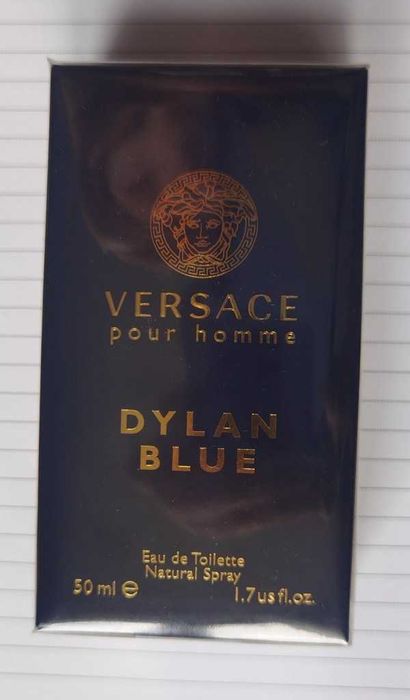 VERSACE
pour homme
DYLAN
BLUE
Eau de Toilette
Natural Spray
50 ml ℮ 1.7 us fl.oz.